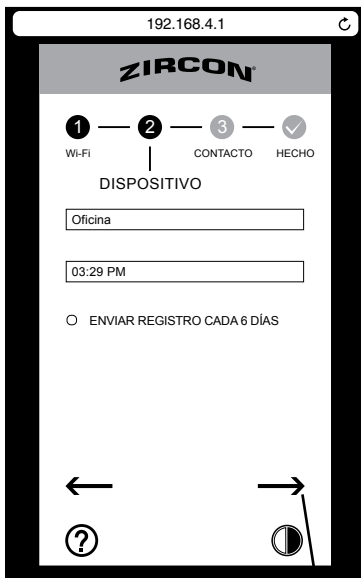 192.168.4.1
ZIRCON
1 2 3
Wi-Fi CONTACTO HECHO
DISPOSITIVO
Oficina
03:29 PM
ENVIAR REGISTRO CADA 6 DÍAS
?